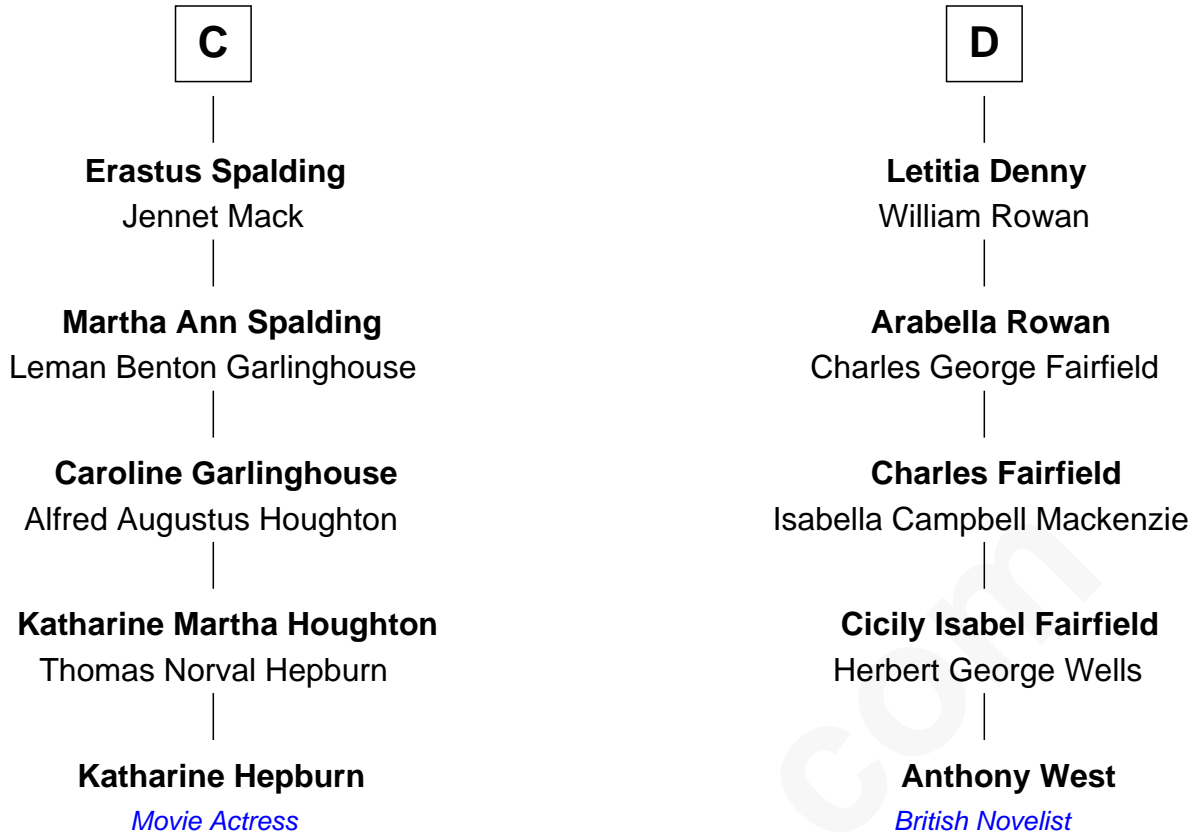 C
Erastus Spalding
Jennet Mack
Martha Ann Spalding
Leman Benton Garlinghouse
Caroline Garlinghouse
Alfred Augustus Houghton
Katharine Martha Houghton
Thomas Norval Hepburn
Katharine Hepburn
Movie Actress
D
Letitia Denny
William Rowan
Arabella Rowan
Charles George Fairfield
Charles Fairfield
Isabella Campbell Mackenzie
Cicily Isabel Fairfield
Herbert George Wells
Anthony West
British Novelist
com